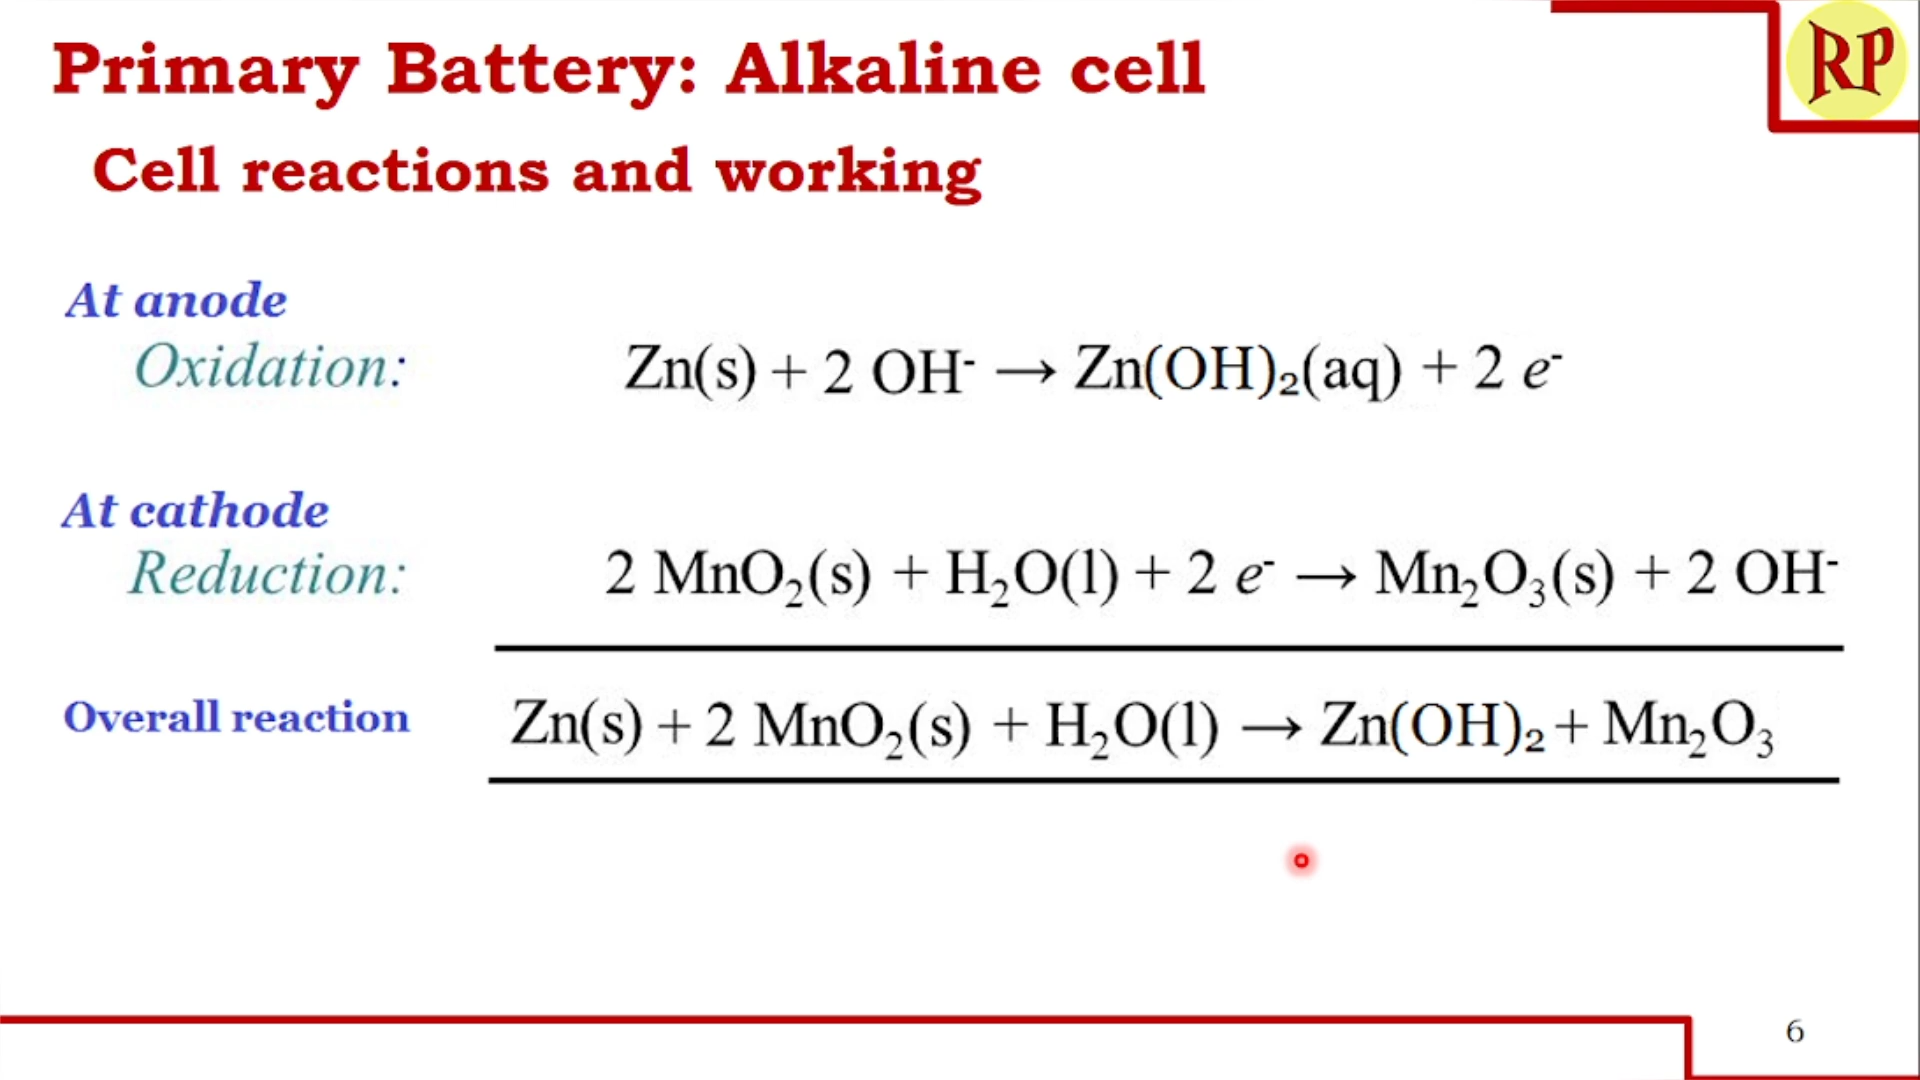 Primary Battery: Alkaline cell
RP
Cell reactions and working
At anode
Oxidation: Zn(s) + 2 OH⁻ → Zn(OH)₂(aq) + 2 e⁻
At cathode
Reduction: 2 MnO₂(s) + H₂O(l) + 2 e⁻ → Mn₂O₃(s) + 2 OH⁻
Overall reaction Zn(s) + 2 MnO₂(s) + H₂O(l) → Zn(OH)₂ + Mn₂O₃
6